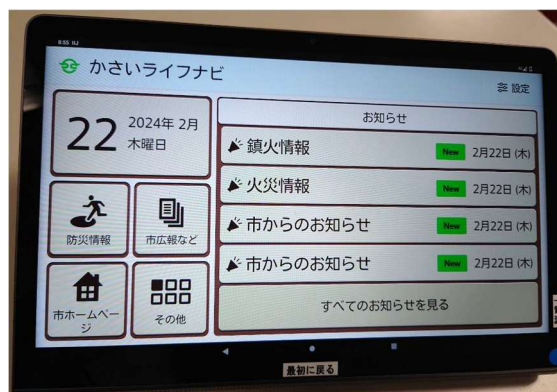 8:55 IIJ
かさいライフナビ
設定
22
2024年 2月
木曜日
お知らせ
鎮火情報
New
2月22日 (木)
火災情報
New
2月22日 (木)
市からのお知らせ
New
2月22日 (木)
市からのお知らせ
New
2月22日 (木)
すべてのお知らせを見る
防災情報
市広報など
市ホームペー
ジ
その他
最初に戻る